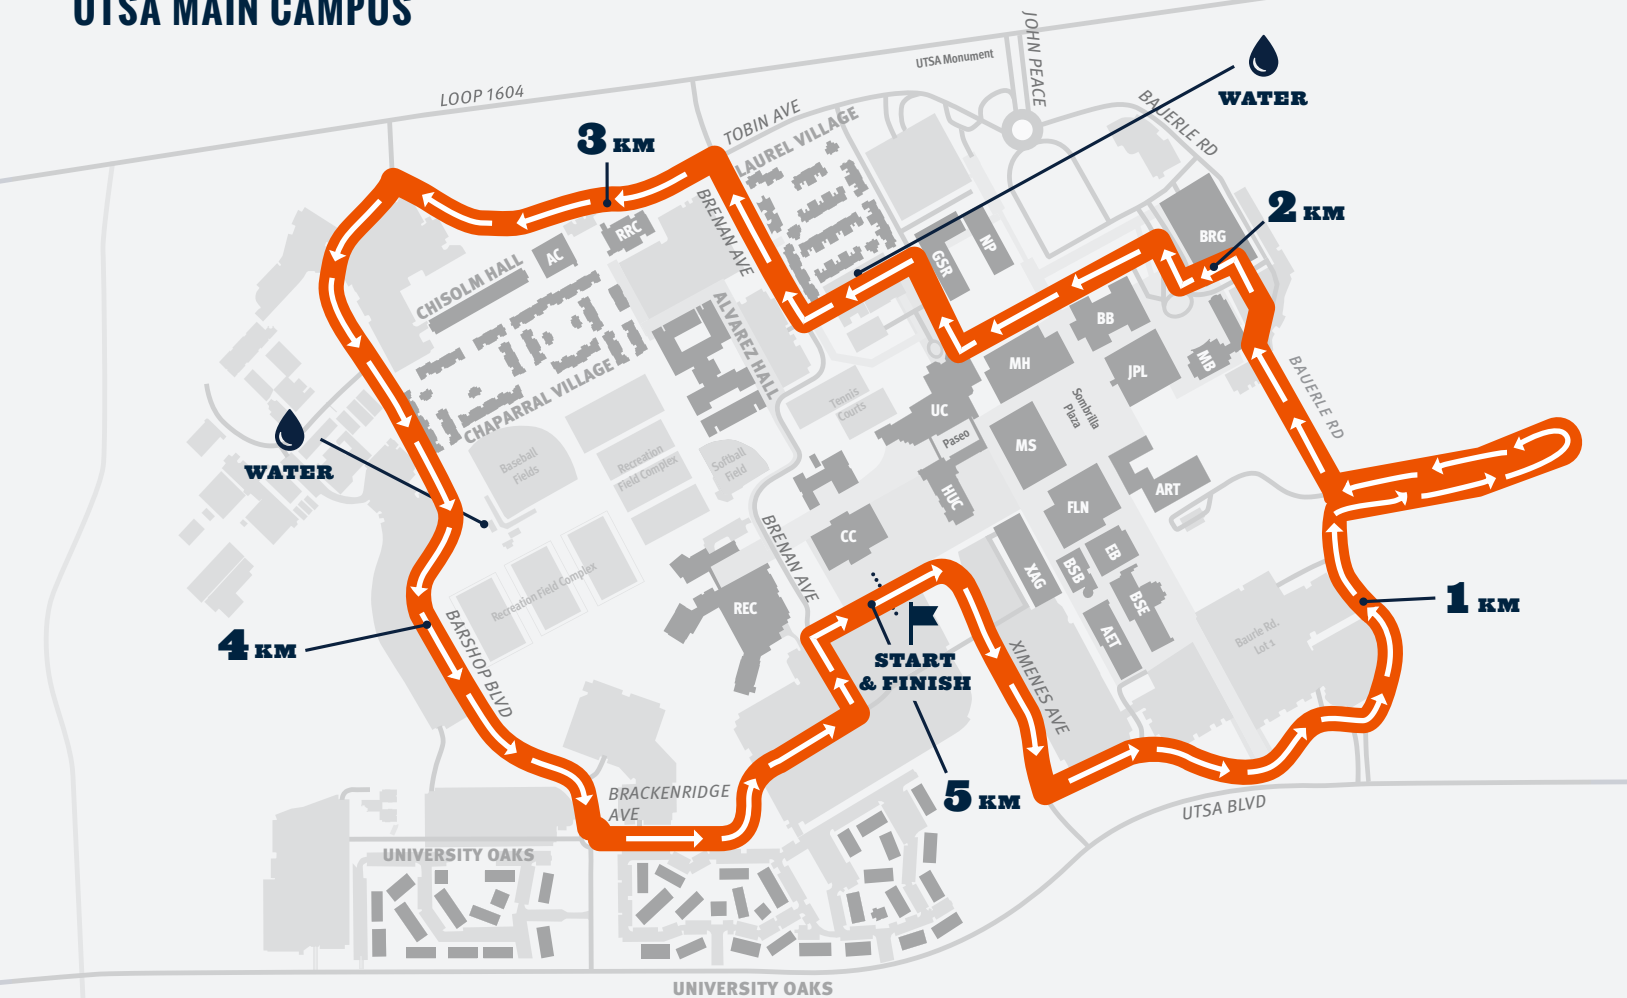 UTSA MAIN CAMPUS
LOOP 1604
UTSA Monument
JOHN PEACE
WATER
TOBIN AVE
BAUERLE RD
LAUREL VILLAGE
3 KM
2 KM
BRENAN AVE
RRC
AC
NP
GSR
BRG
CHISOLM HALL
ALVAREZ HALL
BB
MH
JPL
MB
BAUERLE RD
CHAPARRAL VILLAGE
Tennis
Courts
UC
Sombrilla
Plaza
Paseo
MS
WATER
Baseball
Fields
Recreation
Field Complex
Softball
Field
HUC
ART
FLN
CC
BRENAN AVE
EB
BSB
XAG
BSE
Recreation Field Complex
REC
1 KM
AET
Baurle Rd.
Lot 1
4 KM
BARSHOP BLVD
START
& FINISH
XIMENES AVE
5 KM
BRACKENRIDGE
AVE
UTSA BLVD
UNIVERSITY OAKS
UNIVERSITY OAKS